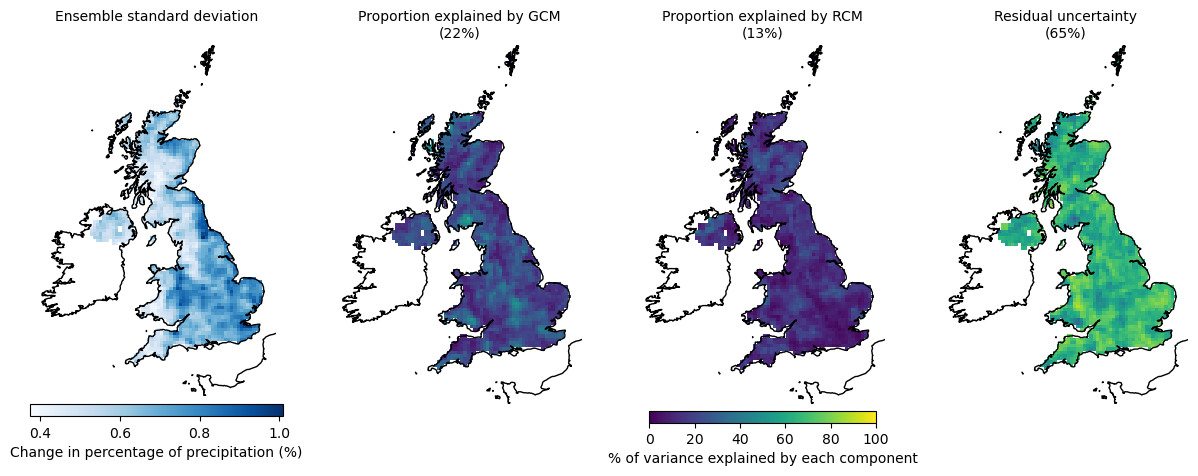 Ensemble standard deviation
Proportion explained by GCM
(22%)
Proportion explained by RCM
(13%)
Residual uncertainty
(65%)
0.4 0.6 0.8 1.0
Change in percentage of precipitation (%)
0 20 40 60 80 100
% of variance explained by each component